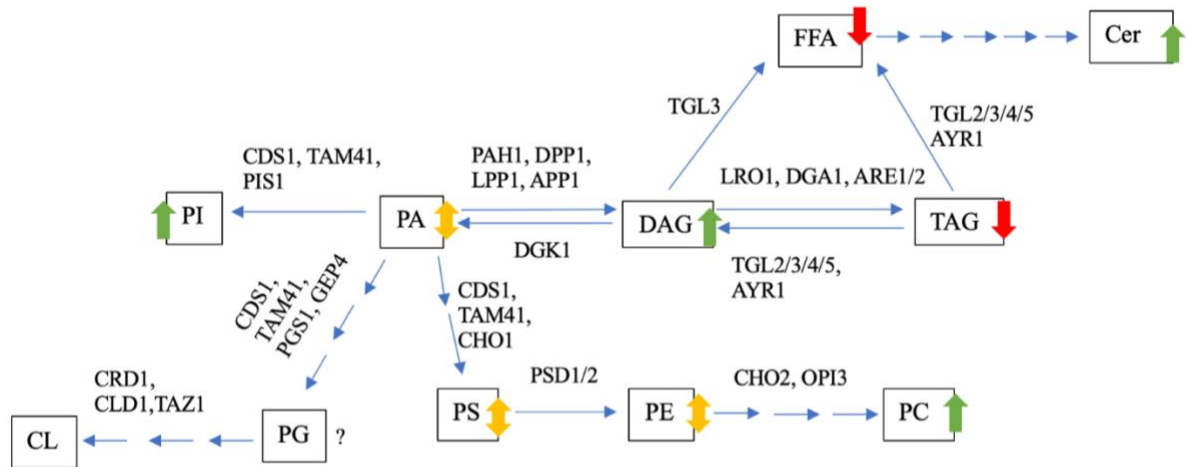 FFA
Cer
TGL3
TGL2/3/4/5
AYR1
CDS1, TAM41,
PIS1
PAH1, DPP1,
LPP1, APP1
LRO1, DGA1, ARE1/2
PI
PA
DAG
TAG
DGK1
TGL2/3/4/5,
AYR1
CDS1,
TAM41,
PGS1, GEP4
CDS1,
TAM41,
CHO1
CRD1,
CLD1,TAZ1
PSD1/2
CHO2, OPI3
CL
PG ?
PS
PE
PC